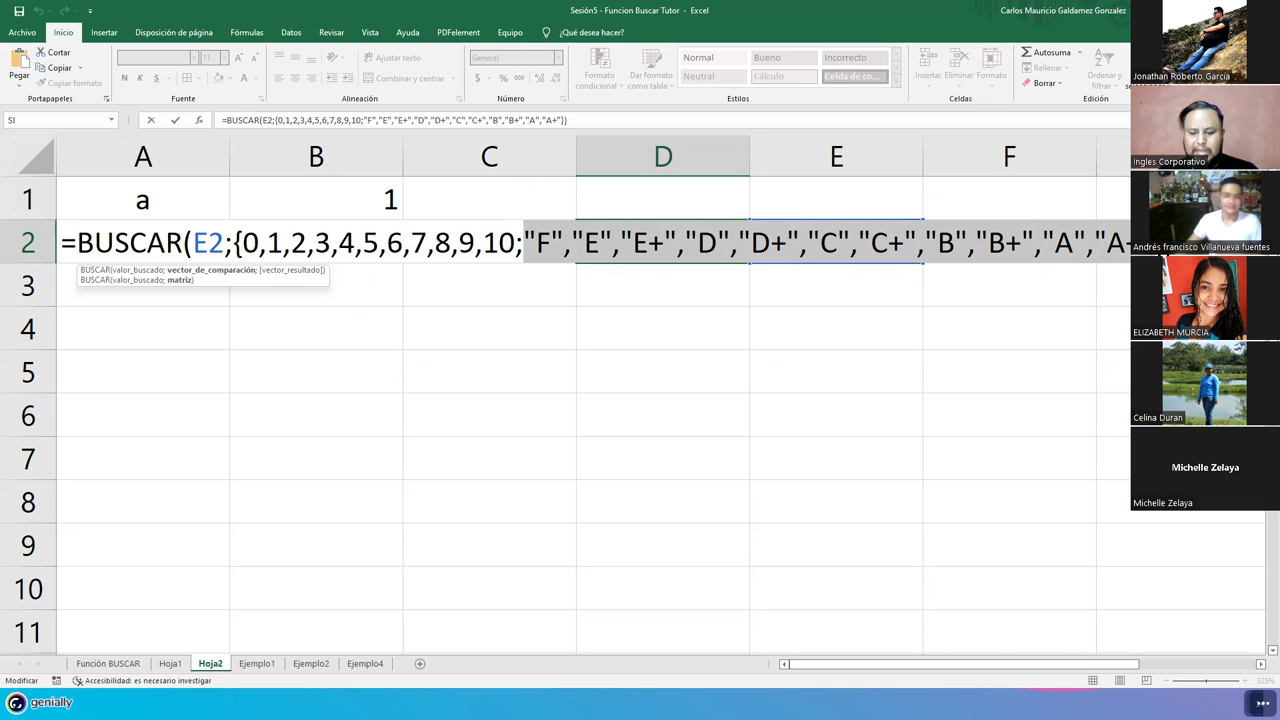 Sesión5 - Funcion Buscar Tutor - Excel
Carlos Mauricio Galdamez Gonzalez
Archivo Inicio Insertar Disposición de página Fórmulas Datos Revisar Vista Ayuda PDFelement Equipo ¿Qué desea hacer?
Pegar
Cortar
Copiar
Copiar formato
Portapapeles
11
N K S
Fuente
Ajustar texto
Combinar y centrar
Alineación
General
% 000
Número
Formato condicional
Dar formato como tabla
Normal Bueno Incorrecto
Neutral Cálculo Celda de co...
Estilos
Insertar Eliminar Formato
Celdas
Autosuma
Rellenar
Borrar
Ordenar y
Edición
SI
=BUSCAR(E2;{0,1,2,3,4,5,6,7,8,9,10;"F","E","E+","D","D+","C","C+","B" "B+","A","A+"})
A B C D E F
1 a 1
2 =BUSCAR(E2;{0,1,2,3,4,5,6,7,8,9,10;"F","E","E+","D","D+","C","C+","B" "B+","A","A+
BUSCAR(valor_buscado; vector_de_comparación; [vector_resultado])
BUSCAR(valor_buscado; matriz)
3
4
5
6
7
8
9
10
11
Función BUSCAR Hoja1 Hoja2 Ejemplo1 Ejemplo2 Ejemplo4
Modificar Accesibilidad: es necesario investigar
325%
genially
Jonathan Roberto García
Ingles Corporativo
Andrés francisco Villanueva fuentes
ELIZABETH MURCIA
Celina Duran
Michelle Zelaya
Michelle Zelaya